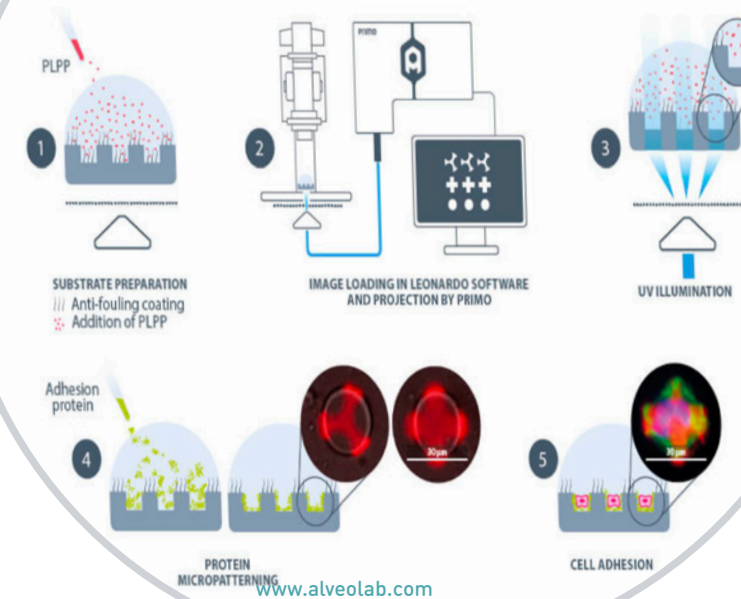 PLPP
1
2
PRIMO
3
SUBSTRATE PREPARATION
Anti-fouling coating
Addition of PLPP
IMAGE LOADING IN LEONARDO SOFTWARE
AND PROJECTION BY PRIMO
UV ILLUMINATION
Adhesion
protein
4
30 µm
5
30 µm
PROTEIN
MICROPATTERNING
CELL ADHESION
www.alveolab.com